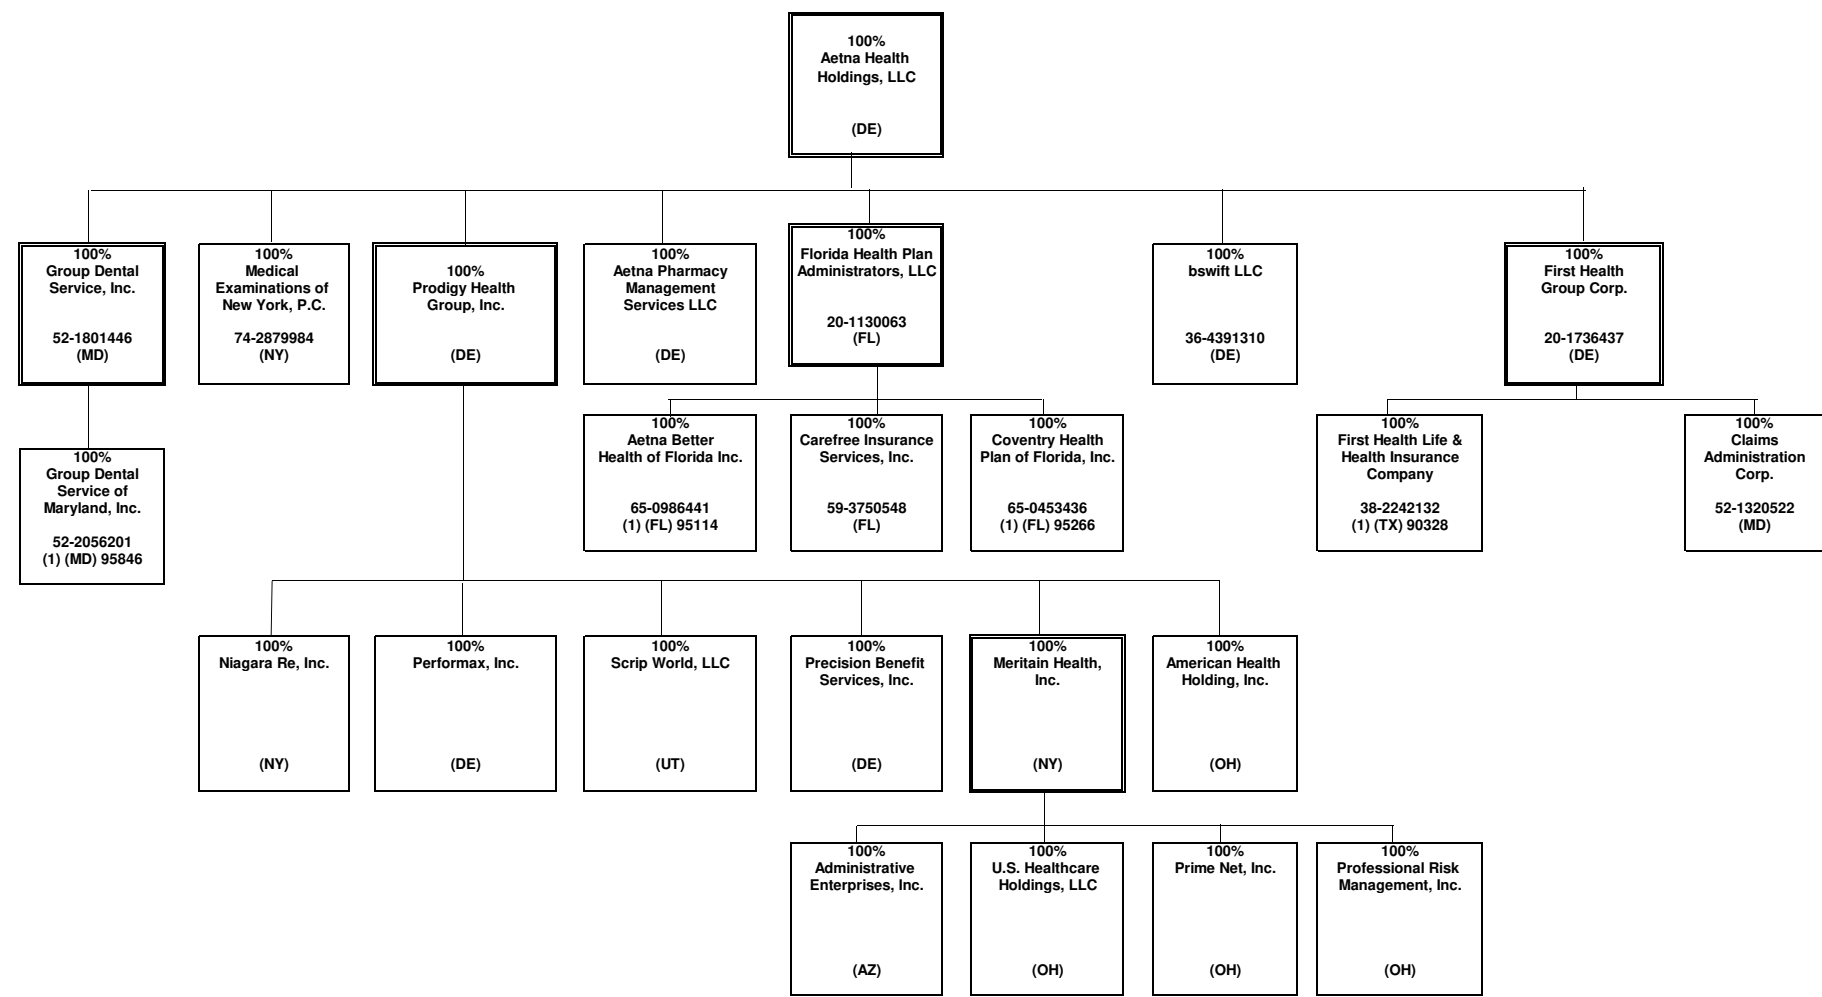 100%
Aetna Health
Holdings, LLC
(DE)
100%
Group Dental
Service, Inc.
52-1801446
(MD)
100%
Medical
Examinations of
New York, P.C.
74-2879984
(NY)
100%
Prodigy Health
Group, Inc.
(DE)
100%
Aetna Pharmacy
Management
Services LLC
(DE)
100%
Florida Health Plan
Administrators, LLC
20-1130063
(FL)
100%
bswift LLC
36-4391310
(DE)
100%
First Health
Group Corp.
20-1736437
(DE)
100%
Group Dental
Service of
Maryland, Inc.
52-2056201
(1) (MD) 95846
100%
Aetna Better
Health of Florida Inc.
65-0986441
(1) (FL) 95114
100%
Carefree Insurance
Services, Inc.
59-3750548
(FL)
100%
Coventry Health
Plan of Florida, Inc.
65-0453436
(1) (FL) 95266
100%
First Health Life &
Health Insurance
Company
38-2242132
(1) (TX) 90328
100%
Claims
Administration
Corp.
52-1320522
(MD)
100%
Niagara Re, Inc.
(NY)
100%
Performax, Inc.
(DE)
100%
Scrip World, LLC
(UT)
100%
Precision Benefit
Services, Inc.
(DE)
100%
Meritain Health,
Inc.
(NY)
100%
American Health
Holding, Inc.
(OH)
100%
Administrative
Enterprises, Inc.
(AZ)
100%
U.S. Healthcare
Holdings, LLC
(OH)
100%
Prime Net, Inc.
(OH)
100%
Professional Risk
Management, Inc.
(OH)